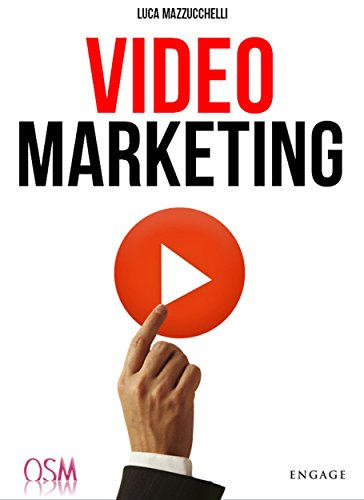 LUCA MAZZUCCHELLI
VIDEO
MARKETING
OSM
ENGAGE